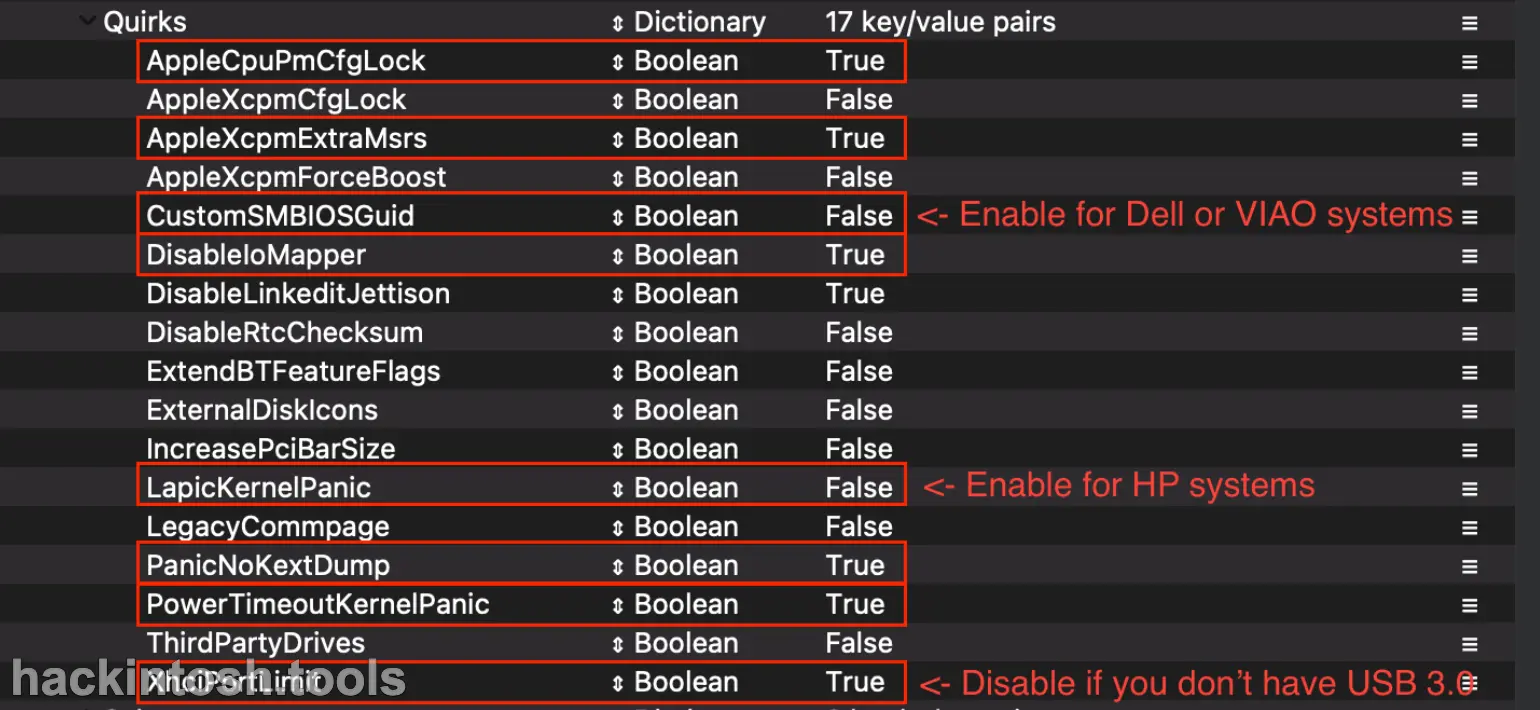 Quirks Dictionary 17 key/value pairs
AppleCpuPmCfgLock Boolean True
AppleXcpmCfgLock Boolean False
AppleXcpmExtraMsrs Boolean True
AppleXcpmForceBoost Boolean False
CustomSMBIOSGuid Boolean False <- Enable for Dell or VIAO systems
DisableIoMapper Boolean True
DisableLinkeditJettison Boolean True
DisableRtcChecksum Boolean False
ExtendBTFeatureFlags Boolean False
ExternalDiskIcons Boolean False
IncreasePciBarSize Boolean False
LapicKernelPanic Boolean False <- Enable for HP systems
LegacyCommpage Boolean False
PanicNoKextDump Boolean True
PowerTimeoutKernelPanic Boolean True
ThirdPartyDrives Boolean False
XhciPortLimit Boolean True <- Disable if you don't have USB 3.0
hackintosh.tools